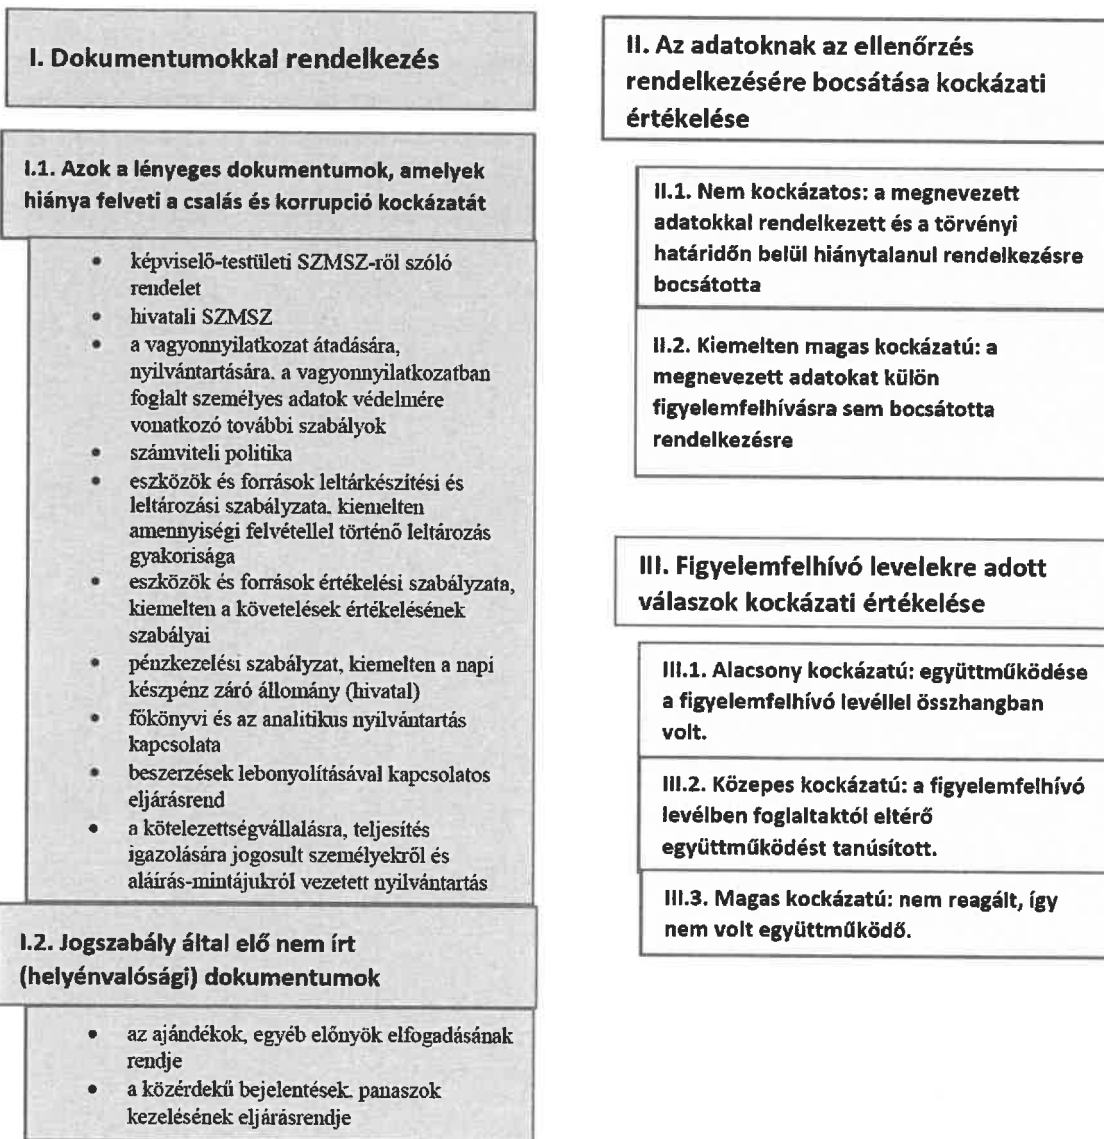 I. Dokumentumokkal rendelkezés
I.1. Azok a lényeges dokumentumok, amelyek
hiánya felveti a csalás és korrupció kockázatát
• képviselő-testületi SZMSZ-ről szóló
rendelet
• hivatali SZMSZ
• a vagyonnyilatkozat átadására,
nyilvántartására, a vagyonnyilatkozatban
foglalt személyes adatok védelmére
vonatkozó további szabályok
• számviteli politika
• eszközök és források leltárkészítési és
leltározási szabályzata, kiemelten
amennyiségi felvétellel történő leltározás
gyakorisága
• eszközök és források értékelési szabályzata,
kiemelten a követelések értékelésének
szabályai
• pénzkezelési szabályzat, kiemelten a napi
készpénz záró állomány (hivatal)
• főkönyvi és az analitikus nyilvántartás
kapcsolata
• beszerzések lebonyolításával kapcsolatos
eljárásrend
• a kötelezettségvállalásra, teljesítés
igazolására jogosult személyekről és
aláírás-mintájukról vezetett nyilvántartás
I.2. Jogszabály által elő nem írt
(helyénvalósági) dokumentumok
• az ajándékok, egyéb előnyök elfogadásának
rendje
• a közérdekű bejelentések, panaszok
kezelésének eljárásrendje
II. Az adatoknak az ellenőrzés
rendelkezésére bocsátása kockázati
értékelése
II.1. Nem kockázatos: a megnevezett
adatokkal rendelkezett és a törvényi
határidőn belül hiánytalanul rendelkezésre
bocsátotta
II.2. Kiemelten magas kockázatú: a
megnevezett adatokat külön
figyelemfelhívásra sem bocsátotta
rendelkezésre
III. Figyelemfelhívó levelekre adott
válaszok kockázati értékelése
III.1. Alacsony kockázatú: együttműködése
a figyelemfelhívó levéllel összhangban
volt.
III.2. Közepes kockázatú: a figyelemfelhívó
levélben foglaltaktól eltérő
együttműködést tanúsított.
III.3. Magas kockázatú: nem reagált, így
nem volt együttműködő.